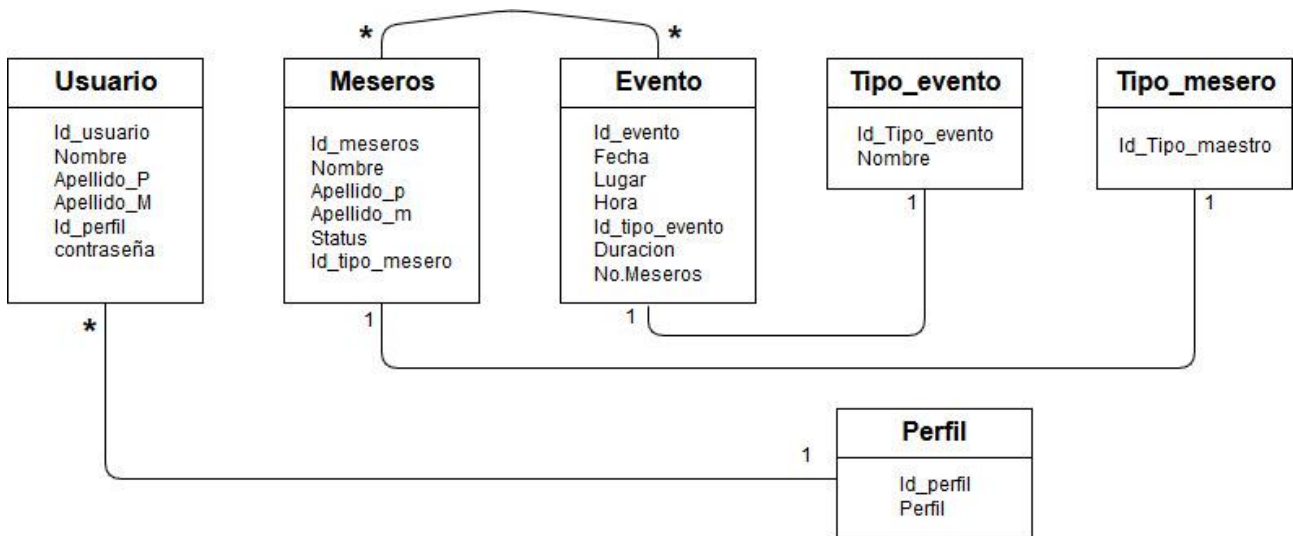 *
*
Usuario
Id_usuario
Nombre
Apellido_P
Apellido_M
Id_perfil
contraseña
*
Meseros
Id_meseros
Nombre
Apellido_p
Apellido_m
Status
Id_tipo_mesero
1
Evento
Id_evento
Fecha
Lugar
Hora
Id_tipo_evento
Duracion
No.Meseros
1
Tipo_evento
Id_Tipo_evento
Nombre
1
Tipo_mesero
Id_Tipo_maestro
1
1
Perfil
Id_perfil
Perfil